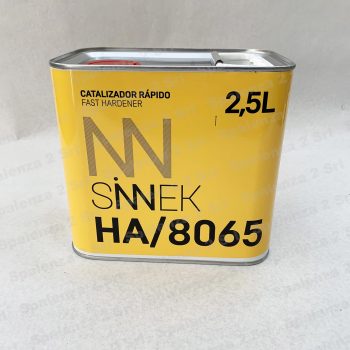 CATALIZADOR RÁPIDO
FAST HARDENER
2,5L
SINNEK
HA/8065